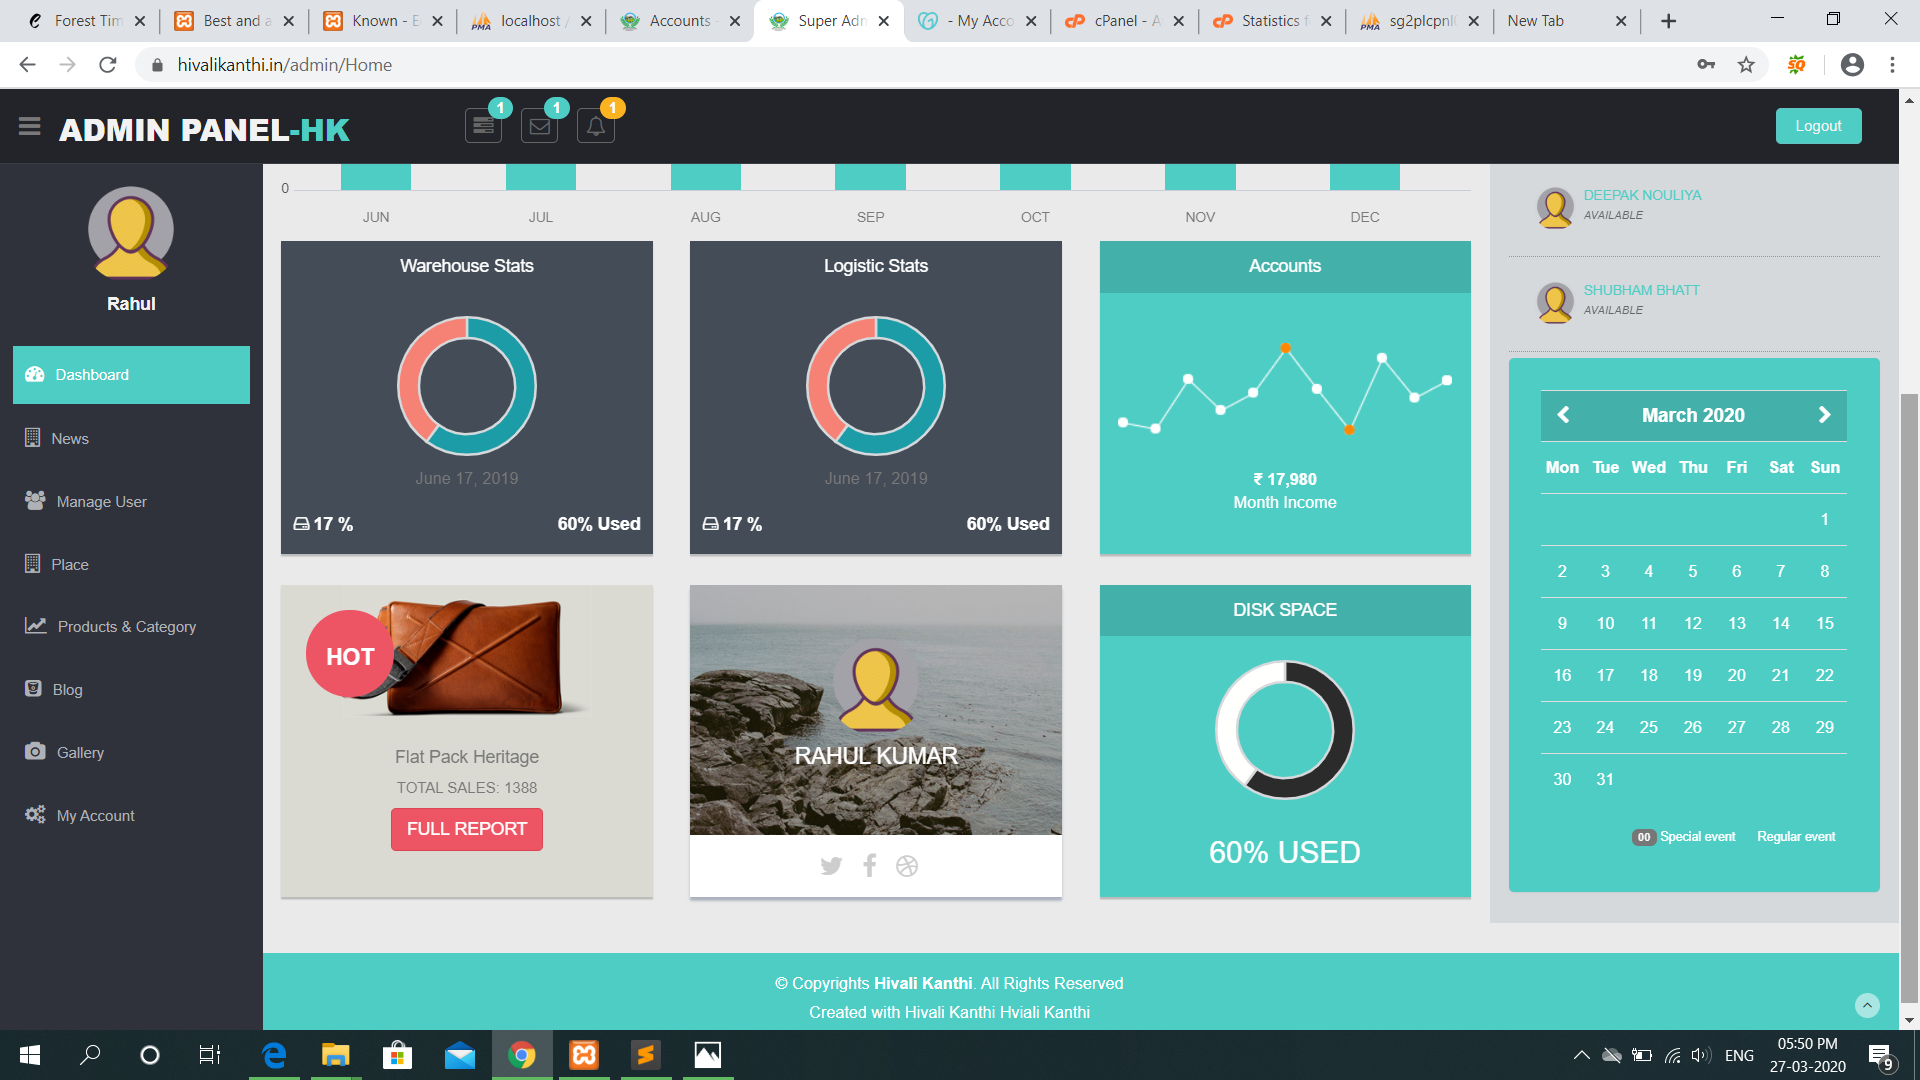 Forest Tim
Best and a
Known - E
localhost /
Accounts -
Super Adm
- My Acco
cPanel - A
Statistics f
sg2plcpnl
New Tab
hivalikanthi.in/admin/Home
ADMIN PANEL-HK
1
1
1
Logout
Rahul
Dashboard
News
Manage User
Place
Products & Category
Blog
Gallery
My Account
0
JUN JUL AUG SEP OCT NOV DEC
Warehouse Stats
June 17, 2019
17 % 60% Used
Logistic Stats
June 17, 2019
17 % 60% Used
Accounts
₹ 17,980
Month Income
HOT
Flat Pack Heritage
TOTAL SALES: 1388
FULL REPORT
RAHUL KUMAR
DISK SPACE
60% USED
DEEPAK NOULIYA
AVAILABLE
SHUBHAM BHATT
AVAILABLE
March 2020
Mon Tue Wed Thu Fri Sat Sun
1
2 3 4 5 6 7 8
9 10 11 12 13 14 15
16 17 18 19 20 21 22
23 24 25 26 27 28 29
30 31
00 Special event Regular event
© Copyrights Hivali Kanthi. All Rights Reserved
Created with Hivali Kanthi Hviali Kanthi
ENG
05:50 PM
27-03-2020
9